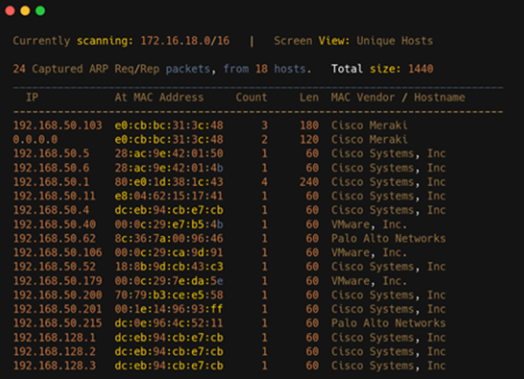 Currently scanning: 172.16.18.0/16 | Screen View: Unique Hosts
24 Captured ARP Req/Rep packets, from 18 hosts. Total size: 1440
IP At MAC Address Count Len MAC Vendor / Hostname
192.168.50.103 e0:cb:bc:31:3c:48 3 180 Cisco Meraki
0.0.0.0 e0:cb:bc:31:3c:48 2 120 Cisco Meraki
192.168.50.5 28:ac:9e:42:01:50 1 60 Cisco Systems, Inc
192.168.50.6 28:ac:9e:42:01:4b 1 60 Cisco Systems, Inc
192.168.50.1 80:e0:1d:38:1c:43 4 240 Cisco Systems, Inc
192.168.50.11 e8:04:62:15:17:41 1 60 Cisco Systems, Inc
192.168.50.4 dc:eb:94:cb:e7:cb 1 60 Cisco Systems, Inc
192.168.50.40 00:0c:29:e7:b5:4b 1 60 VMware, Inc.
192.168.50.62 8c:36:7a:00:96:46 1 60 Palo Alto Networks
192.168.50.106 00:0c:29:ca:9d:91 1 60 VMware, Inc.
192.168.50.52 18:8b:9d:cb:43:c3 1 60 Cisco Systems, Inc
192.168.50.179 00:0c:29:7e:da:5e 1 60 VMware, Inc.
192.168.50.200 70:79:b3:ce:e5:58 1 60 Cisco Systems, Inc
192.168.50.201 00:1e:14:96:93:ff 1 60 Cisco Systems, Inc
192.168.50.215 dc:0e:96:4c:52:11 1 60 Palo Alto Networks
192.168.128.1 dc:eb:94:cb:e7:cb 1 60 Cisco Systems, Inc
192.168.128.2 dc:eb:94:cb:e7:cb 1 60 Cisco Systems, Inc
192.168.128.3 dc:eb:94:cb:e7:cb 1 60 Cisco Systems, Inc